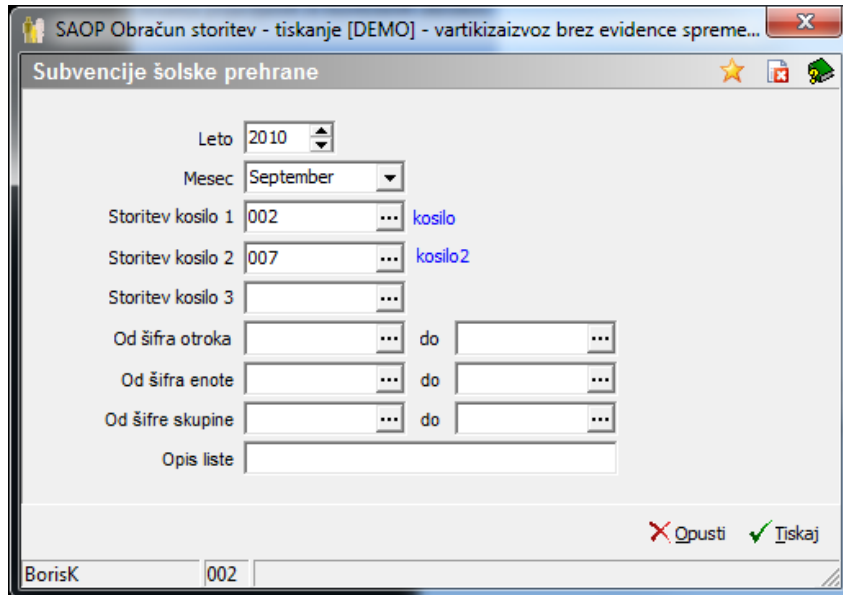 SAOP Obračun storitev - tiskanje [DEMO] - vartikizaizvoz brez evidence spreme...
Subvencije šolske prehrane
Leto 2010
Mesec September
Storitev kosilo 1 002 ... kosilo
Storitev kosilo 2 007 ... kosilo2
Storitev kosilo 3 ...
Od šifra otroka ... do ...
Od šifra enote ... do ...
Od šifre skupine ... do ...
Opis liste
Opusti Tiskaj
BorisK 002